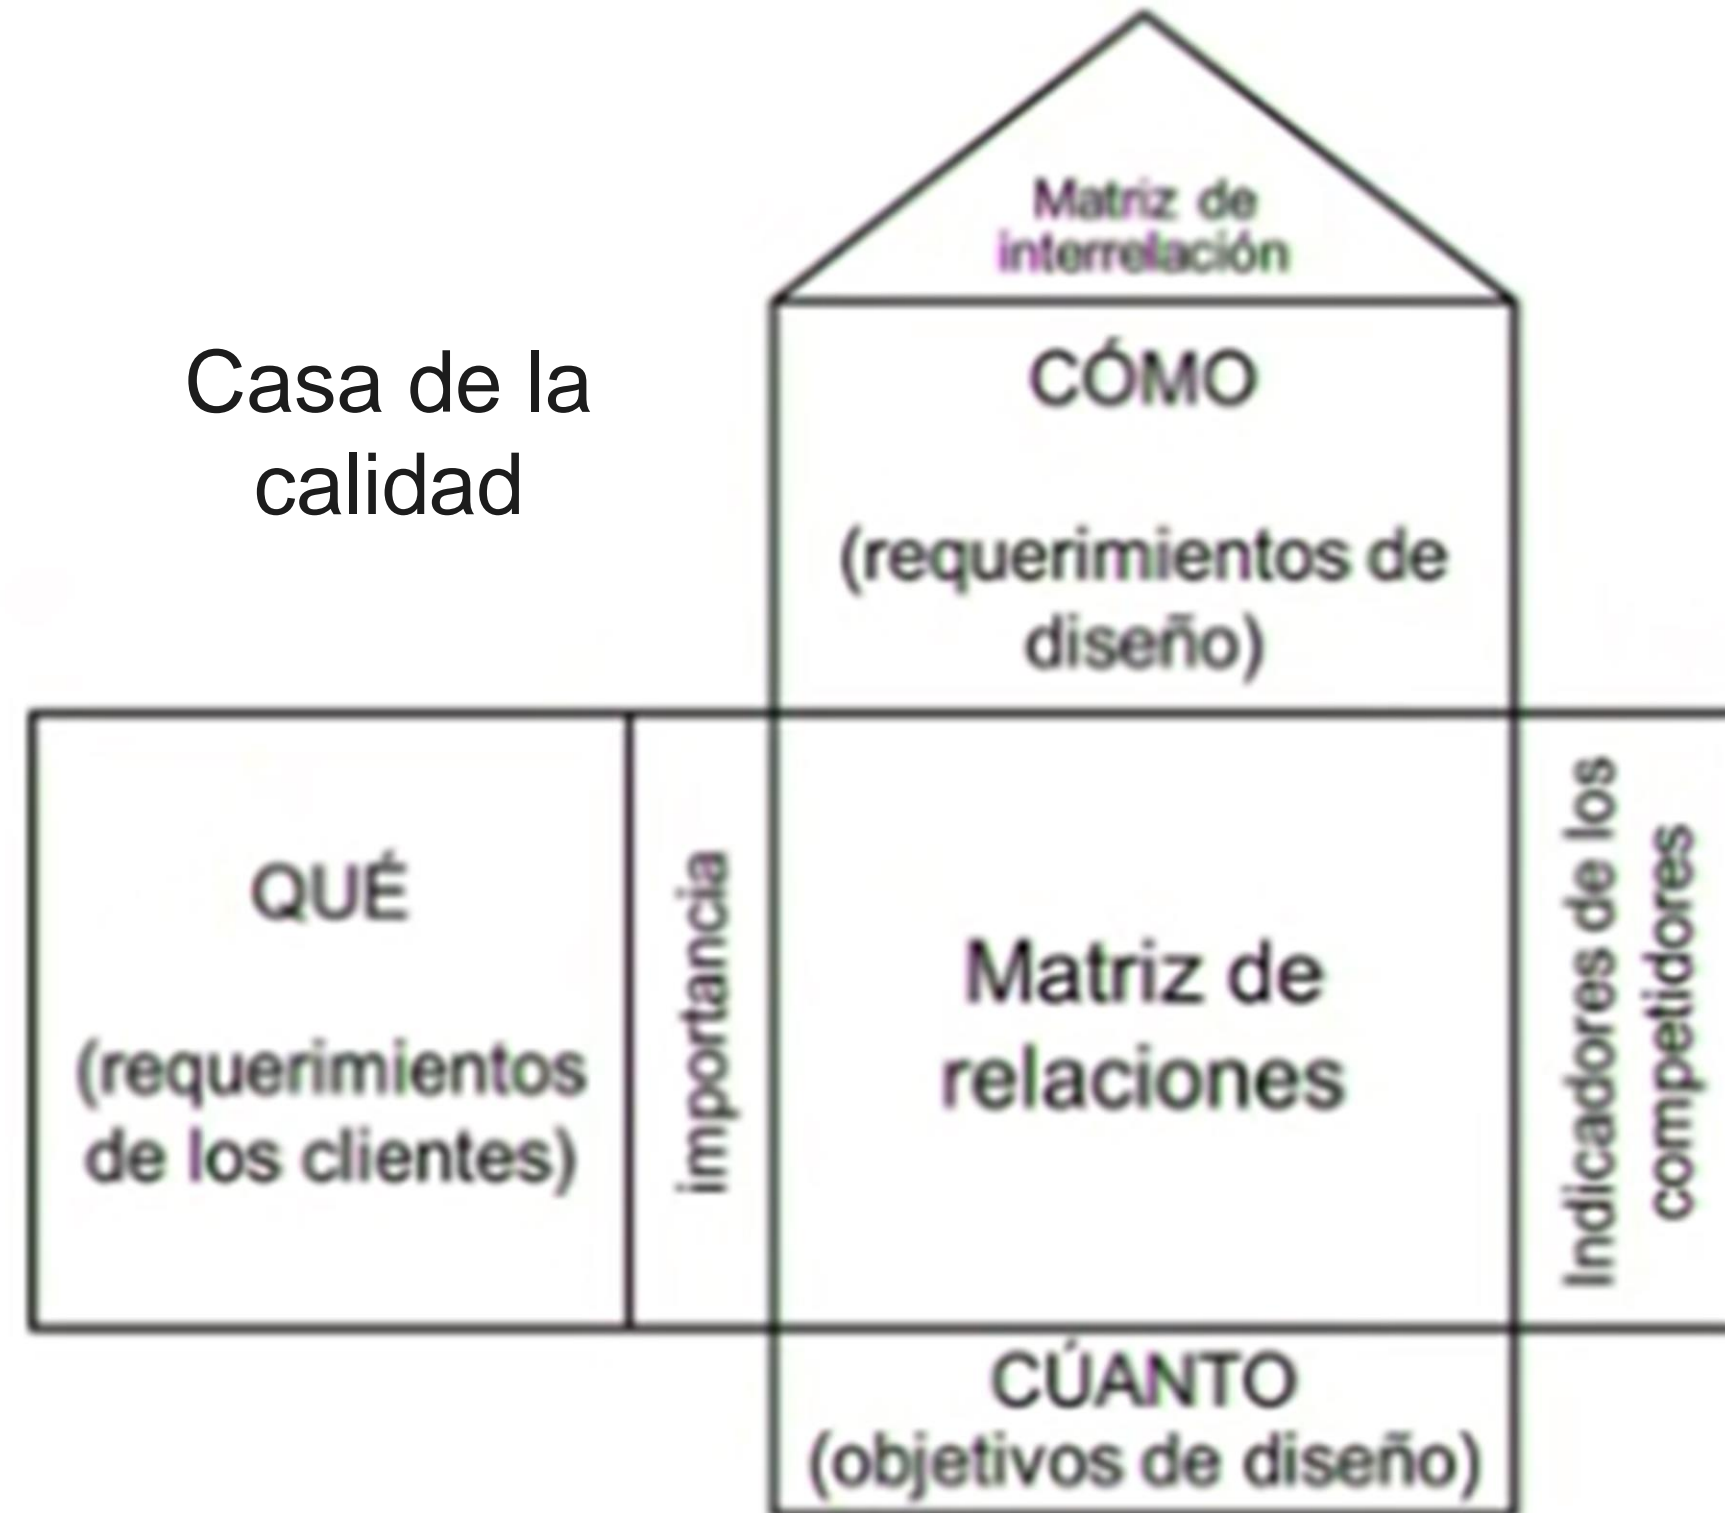 Matriz de
interrelación
CÓMO
(requerimientos de
diseño)
Casa de la
calidad
QUÉ
(requerimientos
de los clientes)
importancia
Matriz de
relaciones
Indicadores de los
competidores
CÚANTO
(objetivos de diseño)